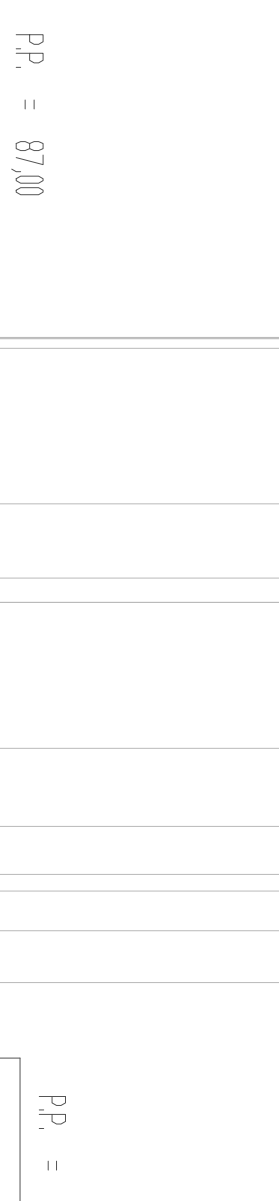 P.P. = 87,00
P.P. =